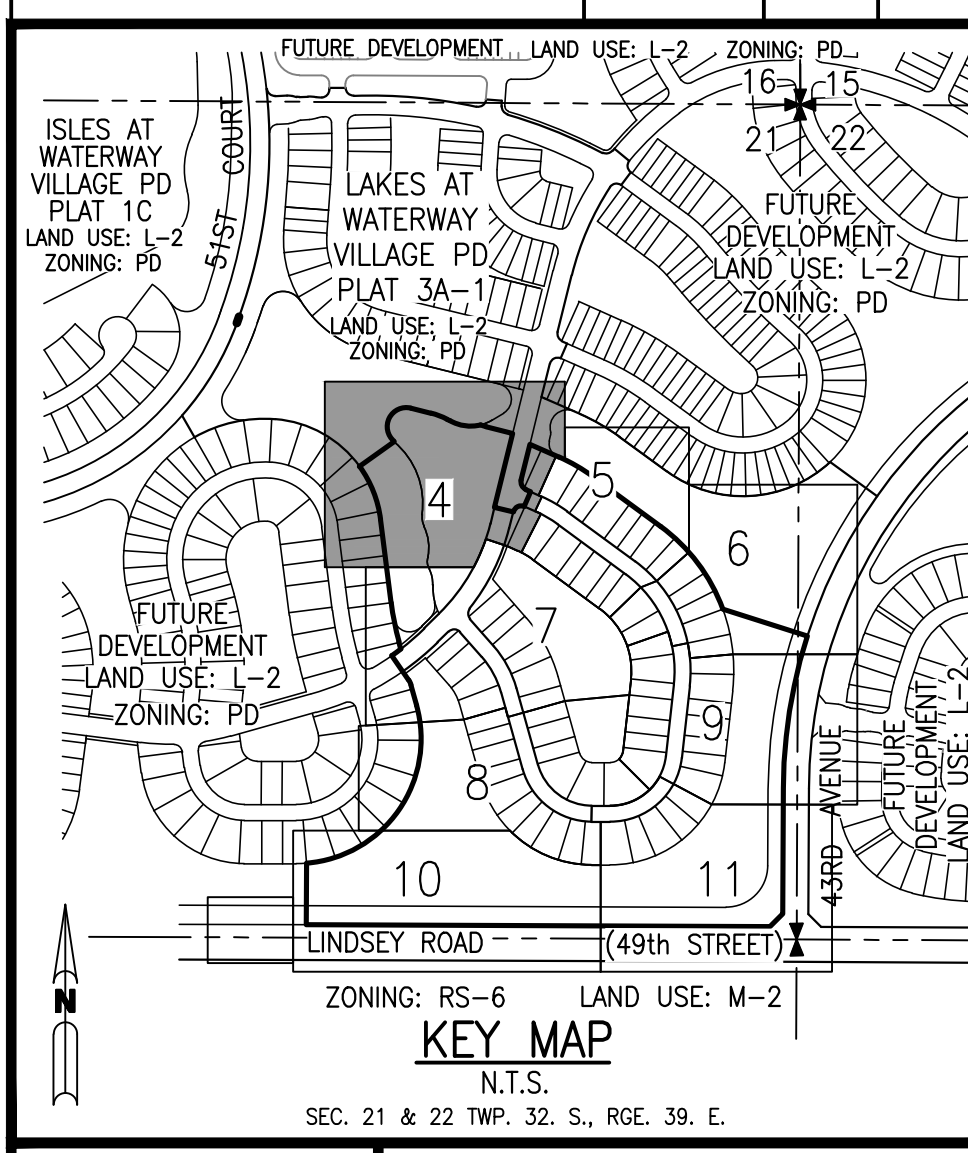 FUTURE DEVELOPMENT LAND USE: L-2 ZONING: PD
16 15
21 22
ISLES AT
WATERWAY
VILLAGE PD
PLAT 1C
LAND USE: L-2
ZONING: PD
51ST COURT
LAKES AT
WATERWAY
VILLAGE PD
PLAT 3A-1
LAND USE: L-2
ZONING: PD
FUTURE
DEVELOPMENT
LAND USE: L-2
ZONING: PD
4
5
6
7
FUTURE
DEVELOPMENT
LAND USE: L-2
ZONING: PD
8
9
10
11
43RD AVENUE
FUTURE
DEVELOPMENT
LAND USE: L-2
LINDSEY ROAD (49th STREET)
N
ZONING: RS-6 LAND USE: M-2
KEY MAP
N.T.S.
SEC. 21 & 22 TWP. 32. S., RGE. 39. E.